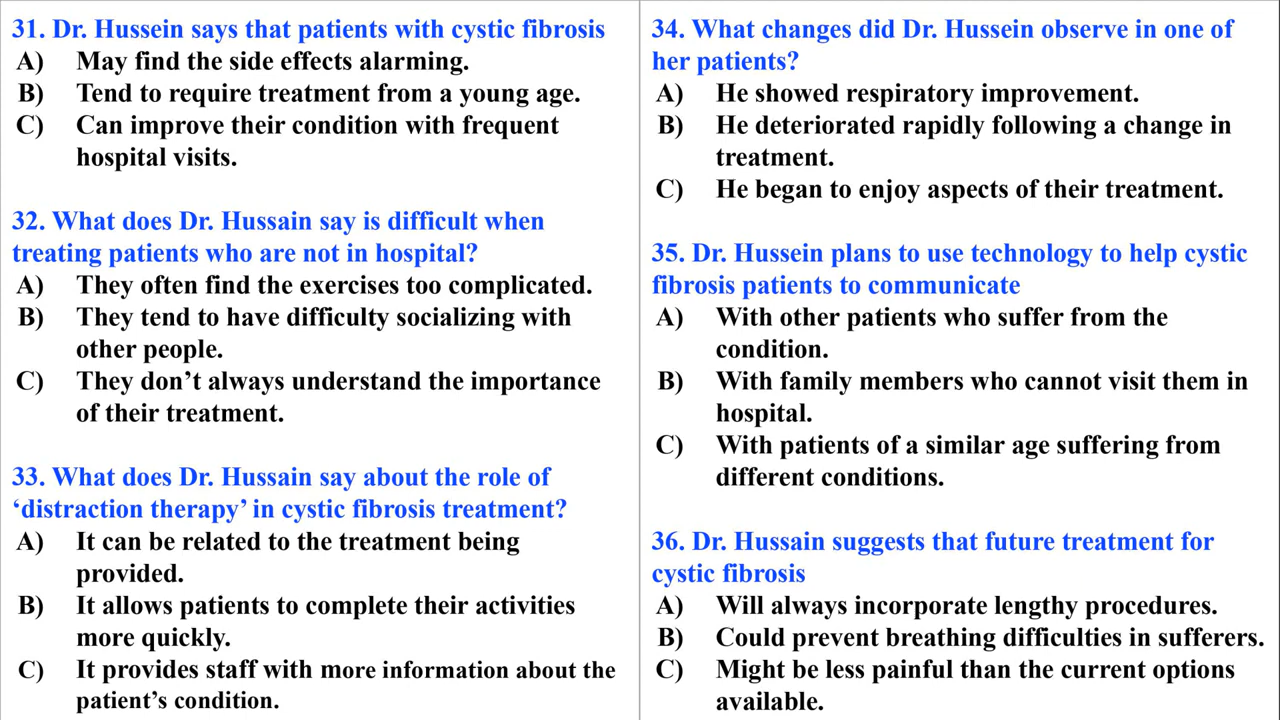 31. Dr. Hussein says that patients with cystic fibrosis
A) May find the side effects alarming.
B) Tend to require treatment from a young age.
C) Can improve their condition with frequent
hospital visits.
32. What does Dr. Hussain say is difficult when
treating patients who are not in hospital?
A) They often find the exercises too complicated.
B) They tend to have difficulty socializing with
other people.
C) They don’t always understand the importance
of their treatment.
33. What does Dr. Hussain say about the role of
‘distraction therapy’ in cystic fibrosis treatment?
A) It can be related to the treatment being
provided.
B) It allows patients to complete their activities
more quickly.
C) It provides staff with more information about the
patient’s condition.
34. What changes did Dr. Hussein observe in one of
her patients?
A) He showed respiratory improvement.
B) He deteriorated rapidly following a change in
treatment.
C) He began to enjoy aspects of their treatment.
35. Dr. Hussein plans to use technology to help cystic
fibrosis patients to communicate
A) With other patients who suffer from the
condition.
B) With family members who cannot visit them in
hospital.
C) With patients of a similar age suffering from
different conditions.
36. Dr. Hussain suggests that future treatment for
cystic fibrosis
A) Will always incorporate lengthy procedures.
B) Could prevent breathing difficulties in sufferers.
C) Might be less painful than the current options
available.